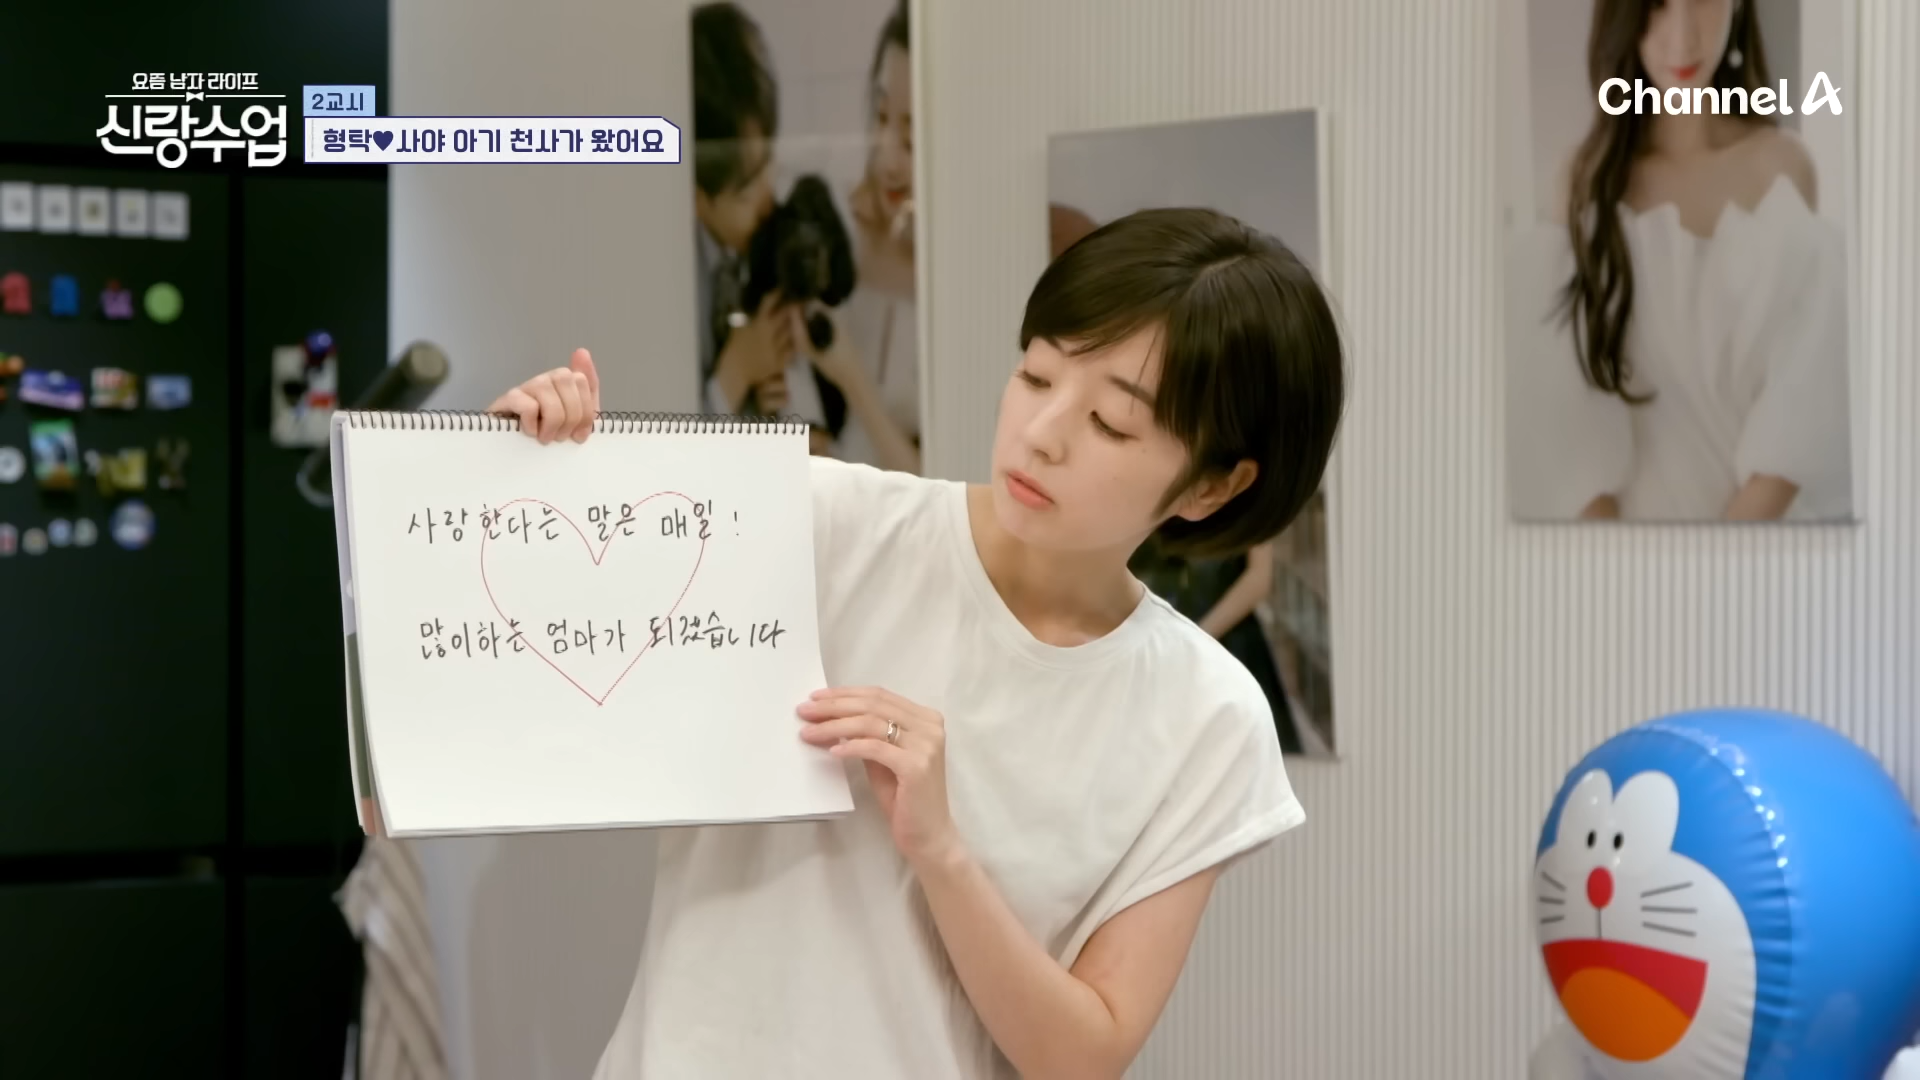 요즘 남자 라이프
신랑수업
2교시
형탁♥사야 아기 천사가 왔어요
Channel A
사랑한다는 말은 매일!
많이하는 엄마가 되겠습니다